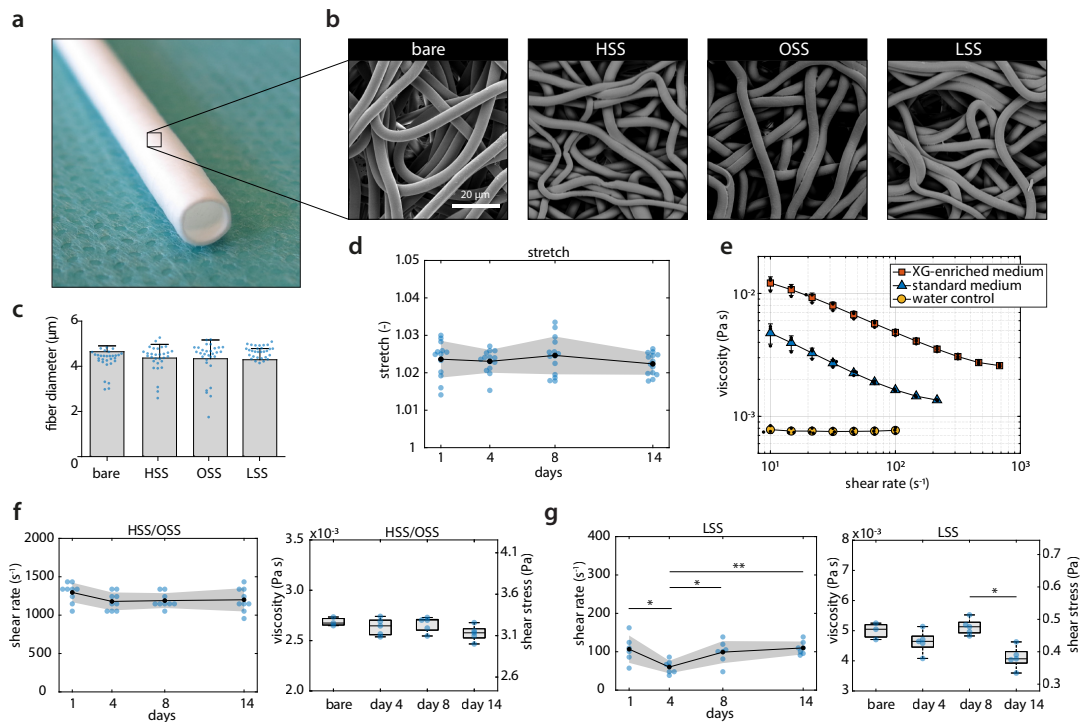 a
b
bare
HSS
OSS
LSS
20 μm
c
fiber diameter (μm)
6
4
2
0
bare
HSS
OSS
LSS
d
stretch
stretch (-)
1.05
1.04
1.03
1.02
1.01
1
1
4
8
14
days
e
viscosity (Pa s)
10⁻²
10⁻³
XG-enriched medium
standard medium
water control
10¹
10²
10³
shear rate (s⁻¹)
f
HSS/OSS
shear rate (s⁻¹)
2000
1500
1000
500
0
1
4
8
14
days
HSS/OSS
x10⁻³
viscosity (Pa s)
3.5
3.0
2.5
2.0
bare
day 4
day 8
day 14
4.1
3.6
3.1
2.6
shear stress (Pa)
g
LSS
shear rate (s⁻¹)
400
300
200
100
0
*
*
**
1
4
8
14
days
LSS
x10⁻³
viscosity (Pa s)
8
6
5
4
3
*
bare
day 4
day 8
day 14
0.7
0.6
0.5
0.4
0.3
shear stress (Pa)